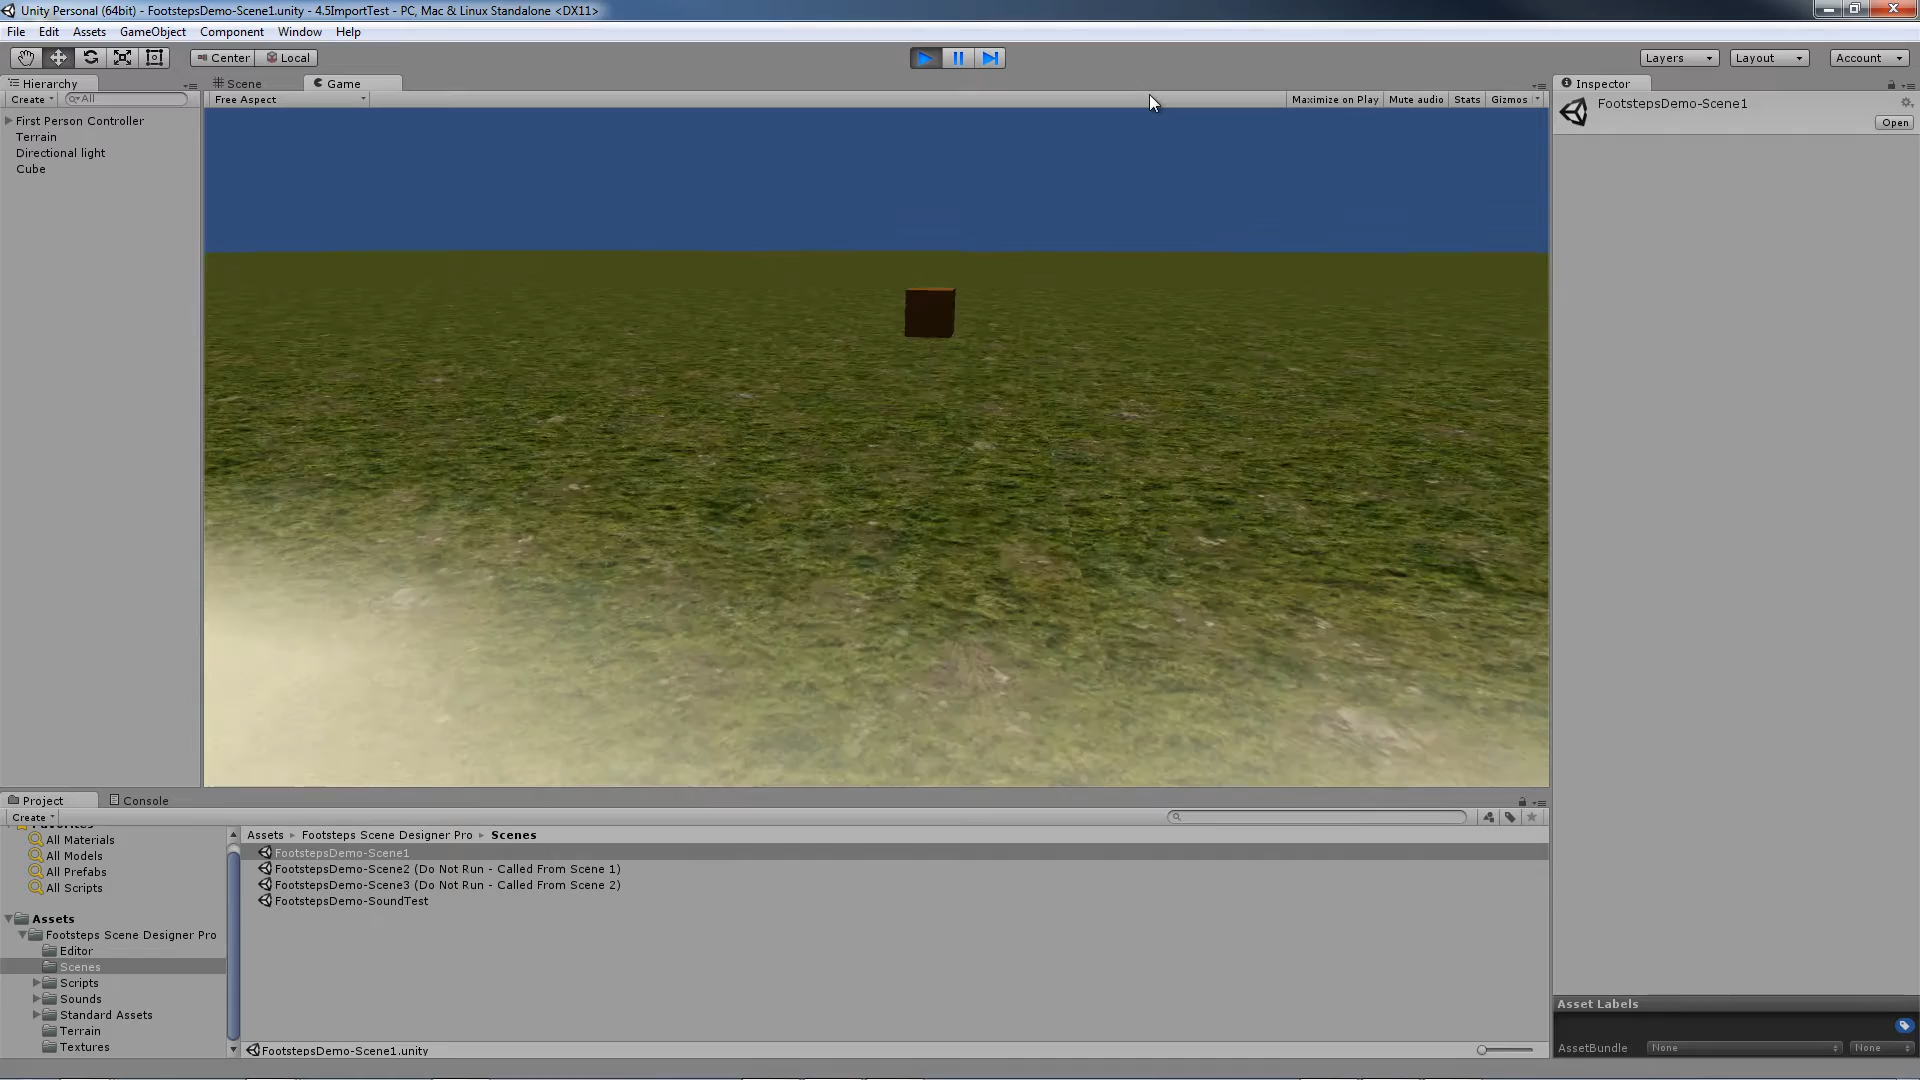 Unity Personal (64bit) - FootstepsDemo-Scene1.unity - 4.5ImportTest - PC, Mac & Linux Standalone <DX11>
File Edit Assets GameObject Component Window Help
Center Local Layers Layout Account
Hierarchy Scene Game Inspector
Create All Free Aspect Maximize on Play Mute audio Stats Gizmos FootstepsDemo-Scene1
Open
First Person Controller
Terrain
Directional light
Cube
Project Console
Create
Favorites
All Materials
All Models
All Prefabs
All Scripts
Assets
Footsteps Scene Designer Pro
Editor
Scenes
Scripts
Sounds
Standard Assets
Terrain
Textures
Assets Footsteps Scene Designer Pro Scenes
FootstepsDemo-Scene1
FootstepsDemo-Scene2 (Do Not Run - Called From Scene 1)
FootstepsDemo-Scene3 (Do Not Run - Called From Scene 2)
FootstepsDemo-SoundTest
FootstepsDemo-Scene1.unity
Asset Labels
AssetBundle None None